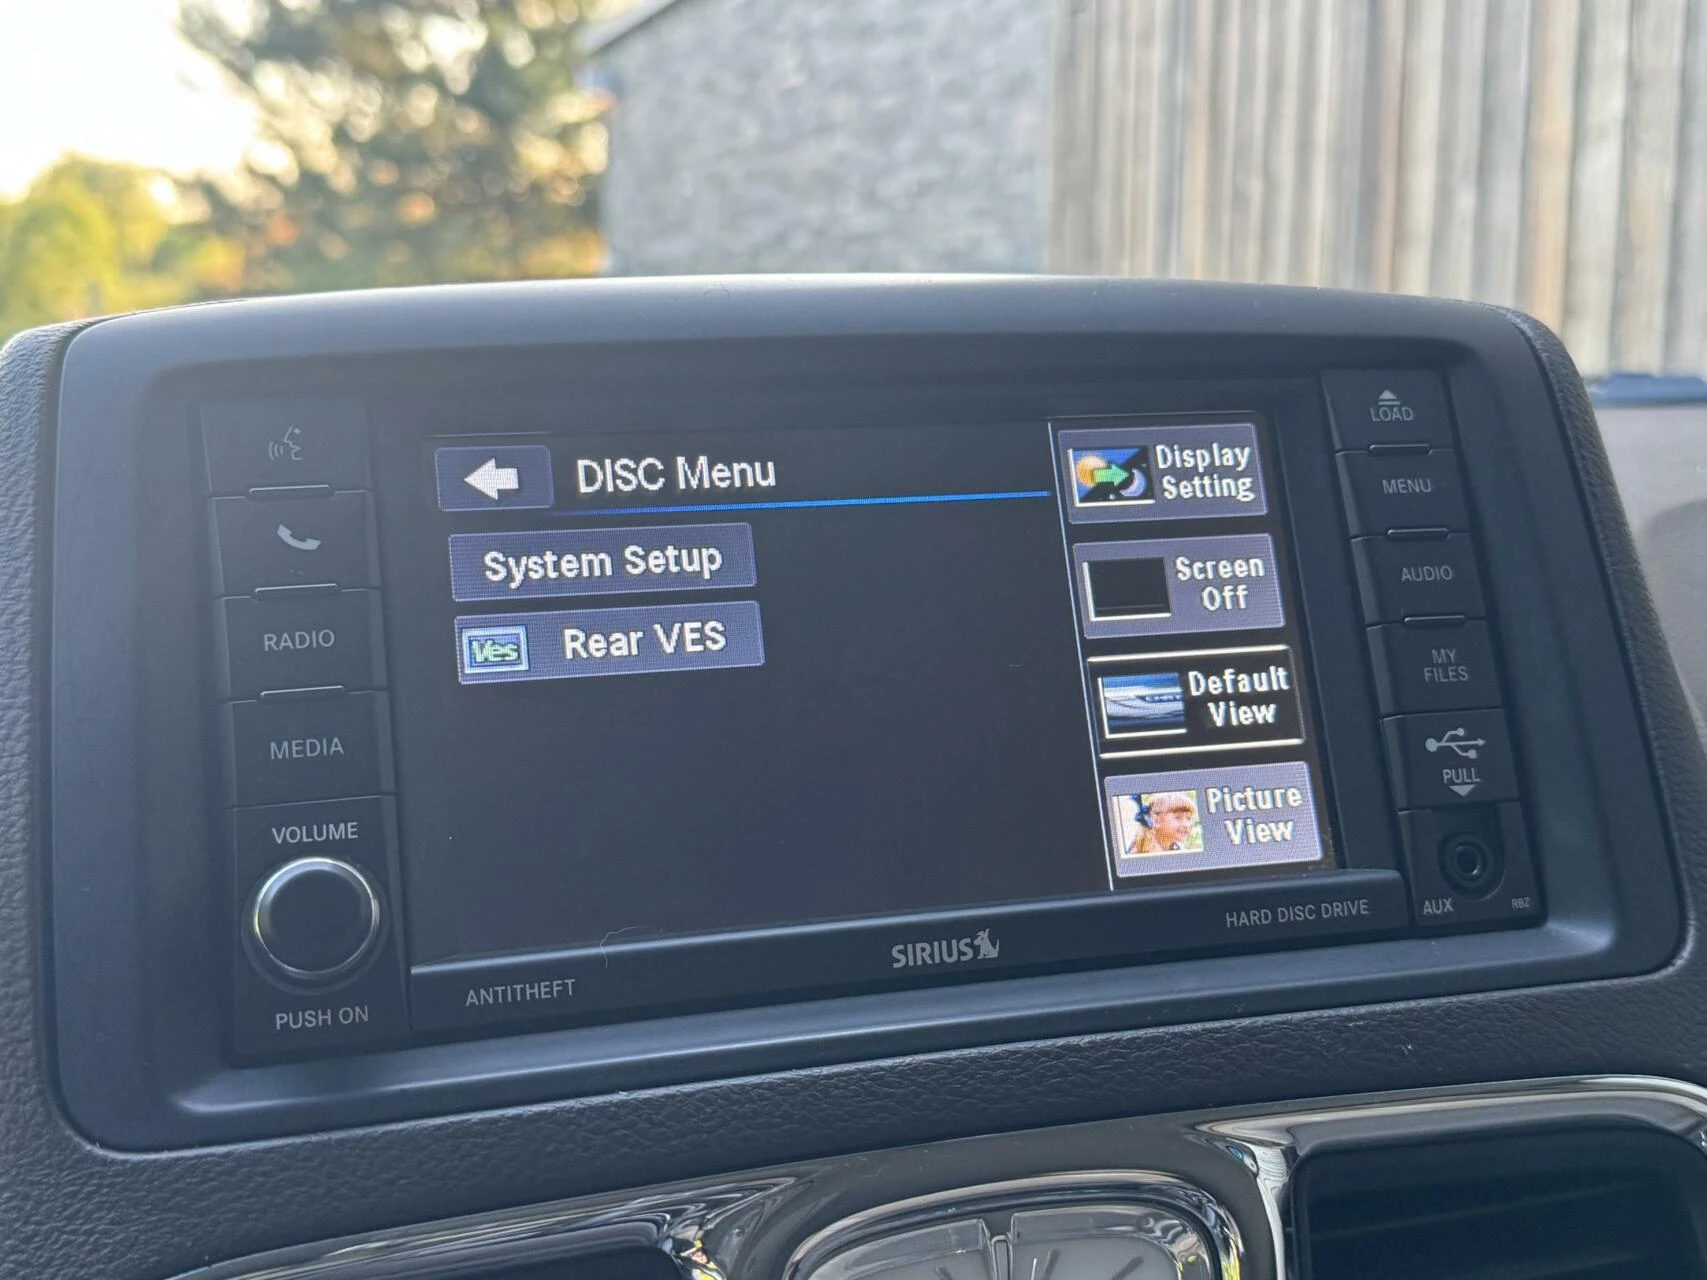 DISC Menu
System Setup
Ves
Rear VES
Display
Setting
Screen
Off
Default
View
Picture
View
RADIO
MEDIA
VOLUME
PUSH ON
LOAD
MENU
AUDIO
MY
FILES
PULL
AUX
RBZ
ANTITHEFT
SIRIUS
HARD DISC DRIVE